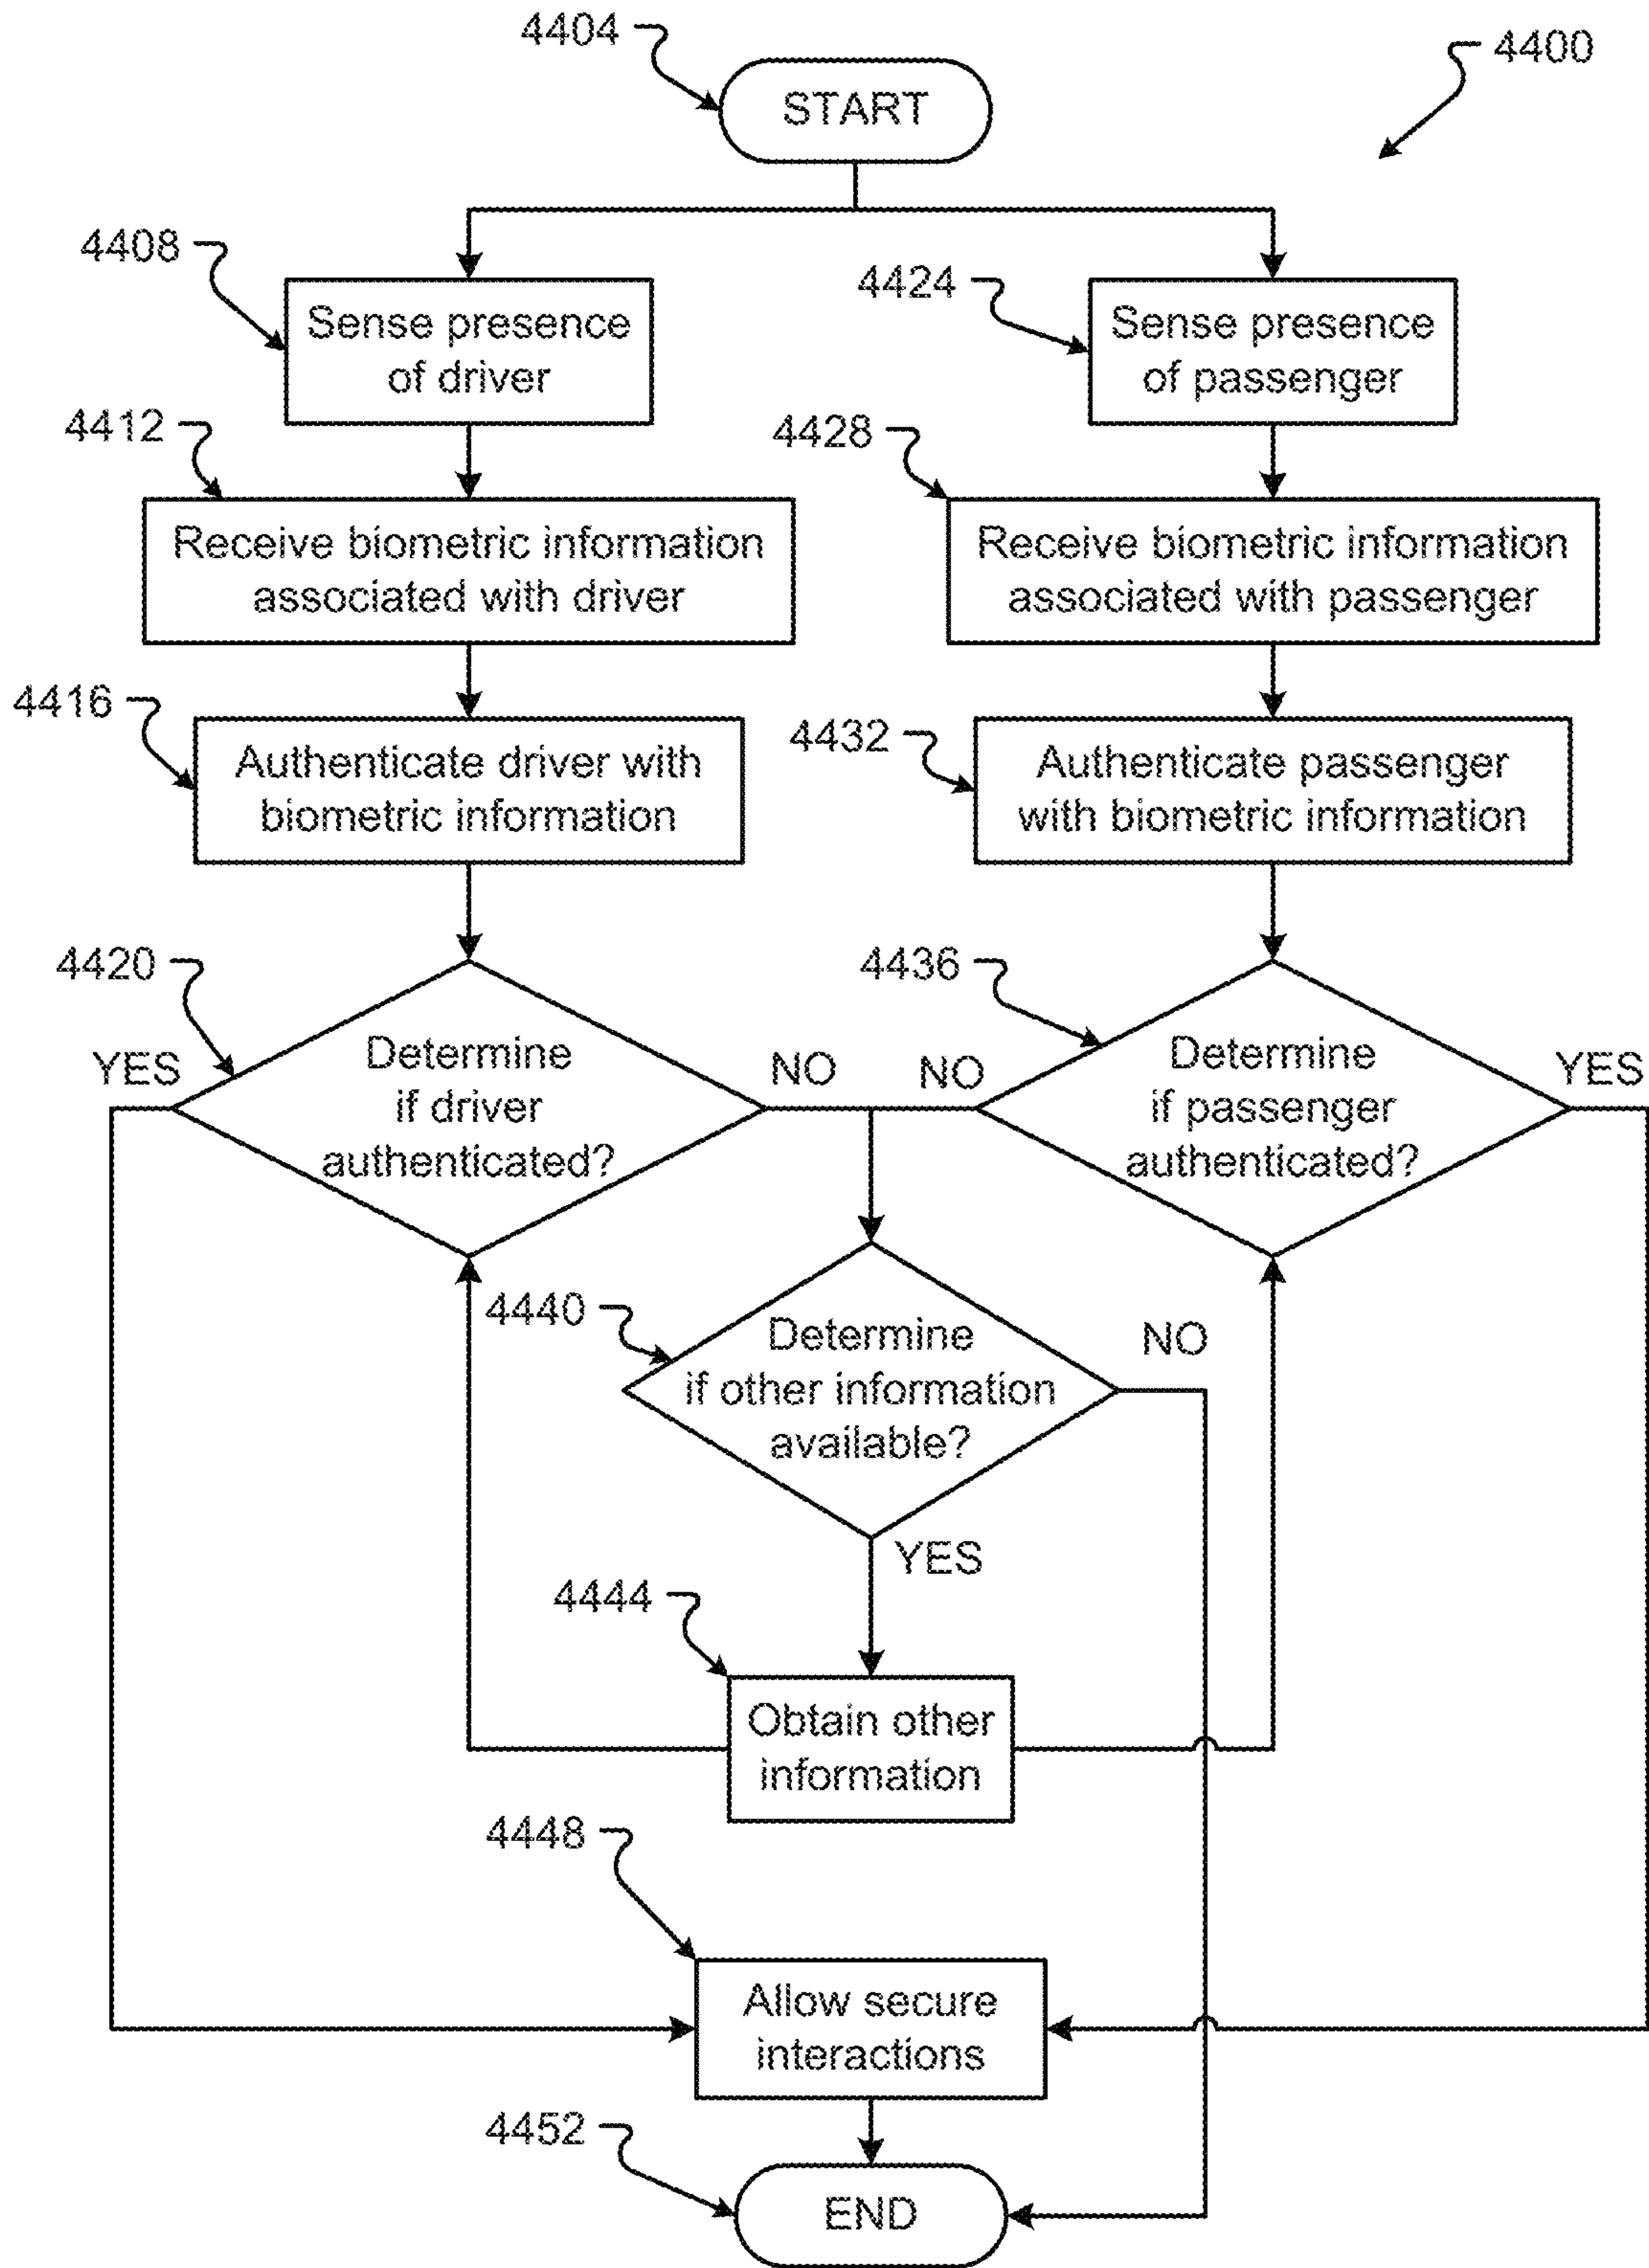 4404
4400
START
4408
4424
Sense presence
of driver
Sense presence
of passenger
4412
4428
Receive biometric information
associated with driver
Receive biometric information
associated with passenger
4416
4432
Authenticate driver with
biometric information
Authenticate passenger
with biometric information
4420
4436
YES
Determine
if driver
authenticated?
NO
NO
Determine
if passenger
authenticated?
YES
4440
Determine
if other information
available?
NO
YES
4444
Obtain other
information
4448
Allow secure
interactions
4452
END